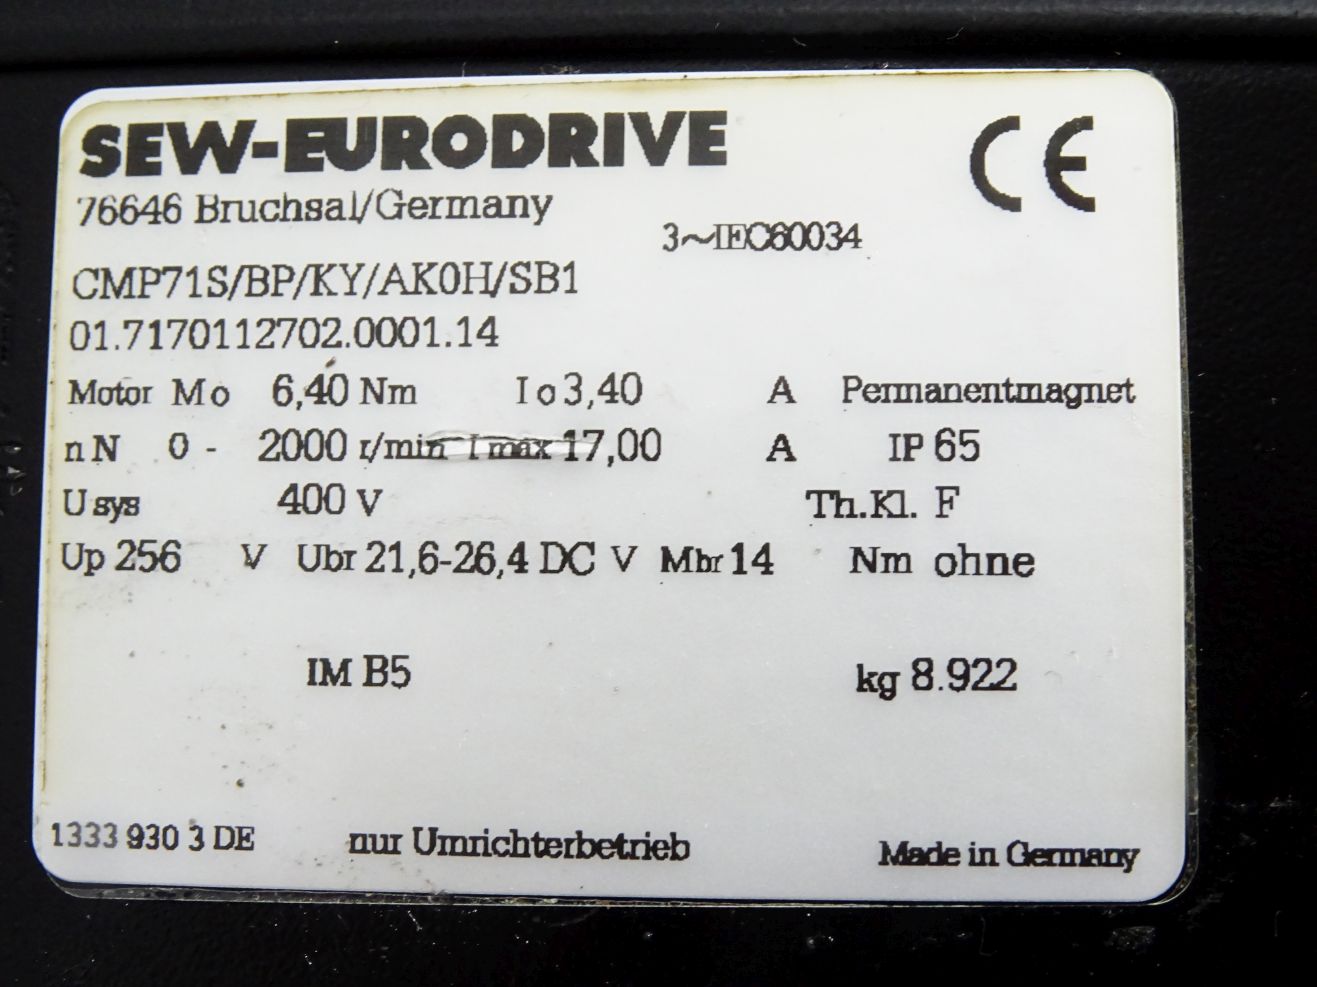 SEW-EURODRIVE
CE
76646 Bruchsal/Germany
3~IEC60034
CMP71S/BP/KY/AK0H/SB1
01.7170112702.0001.14
Motor Mo 6,40 Nm Io 3,40 A Permanentmagnet
nN 0 - 2000 r/min Imax 17,00 A IP 65
Usys 400 V Th.Kl. F
Up 256 V Ubr 21,6-26,4 DC V Mbr 14 Nm ohne
IM B5 kg 8.922
1333 930 3 DE nur Umrichterbetrieb Made in Germany